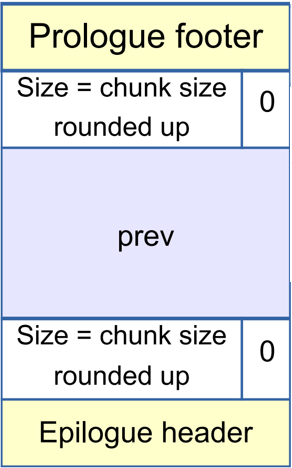 Prologue footer
Size = chunk size
rounded up
0
prev
Size = chunk size
rounded up
0
Epilogue header